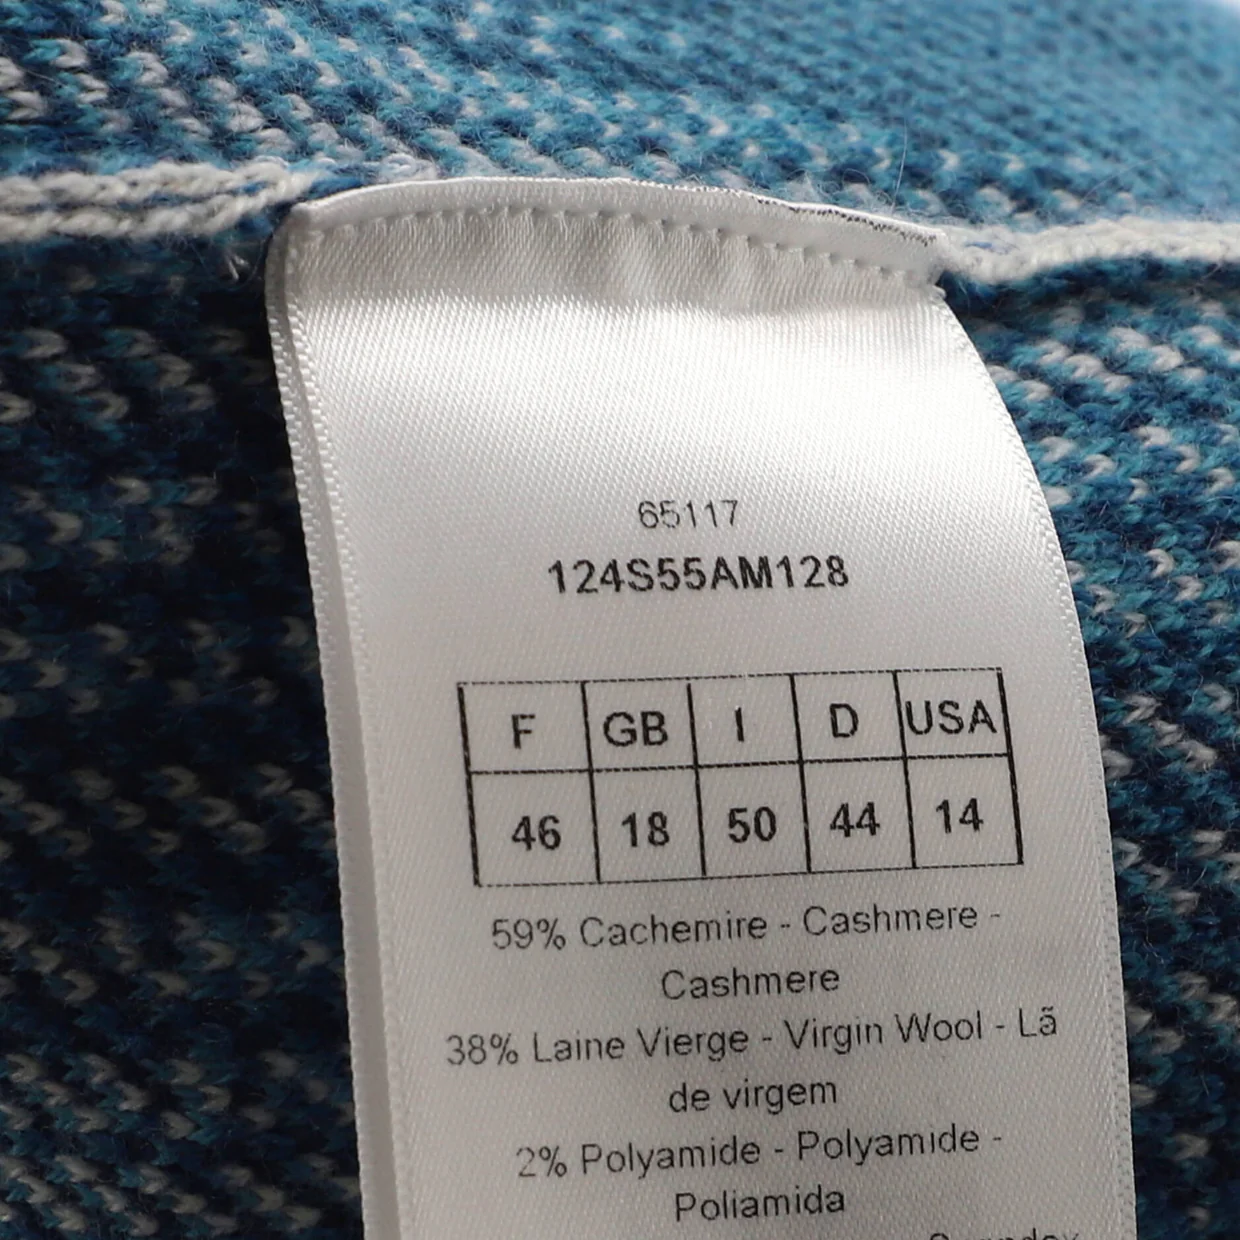 65117
124S55AM128
F GB I D USA
46 18 50 44 14
59% Cachemire - Cashmere -
Cashmere
38% Laine Vierge - Virgin Wool - Lã
de virgem
2% Polyamide - Polyamide -
Poliamida